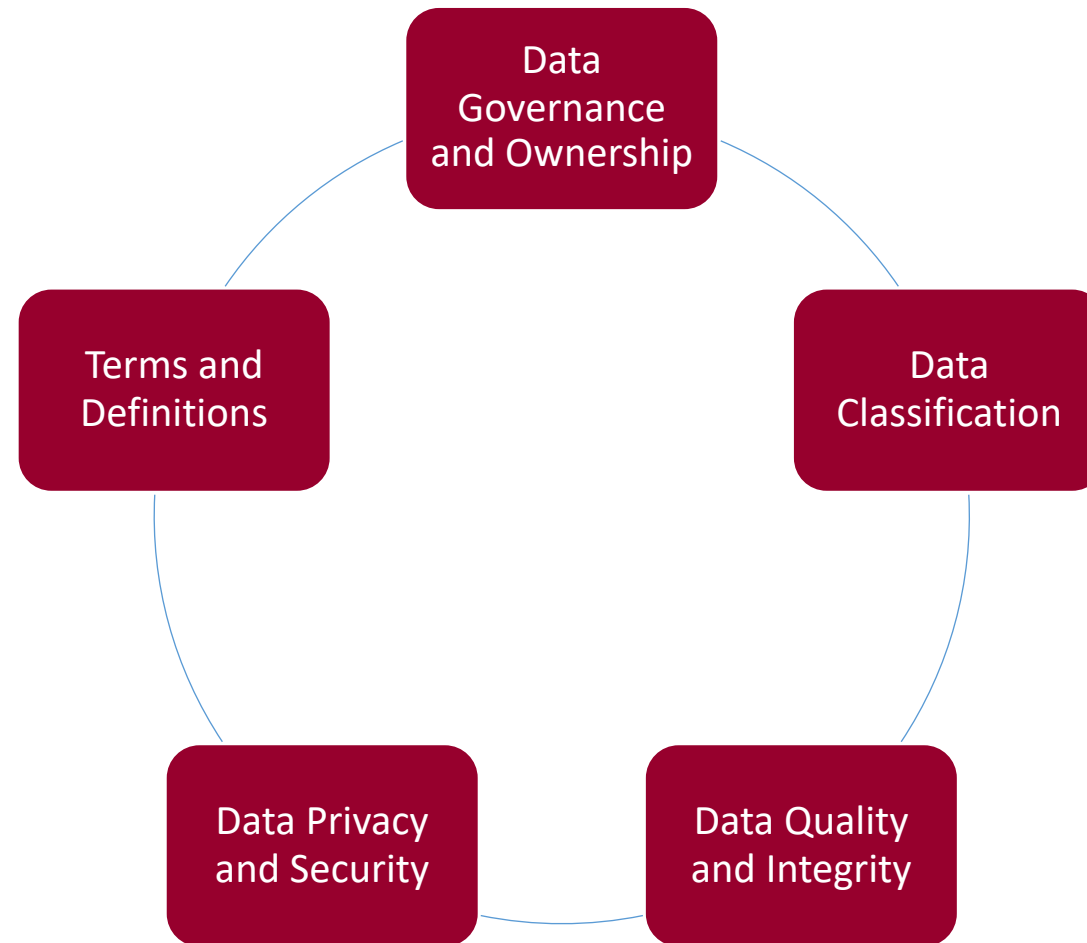 Data
Governance
and Ownership
Terms and
Definitions
Data
Classification
Data Privacy
and Security
Data Quality
and Integrity